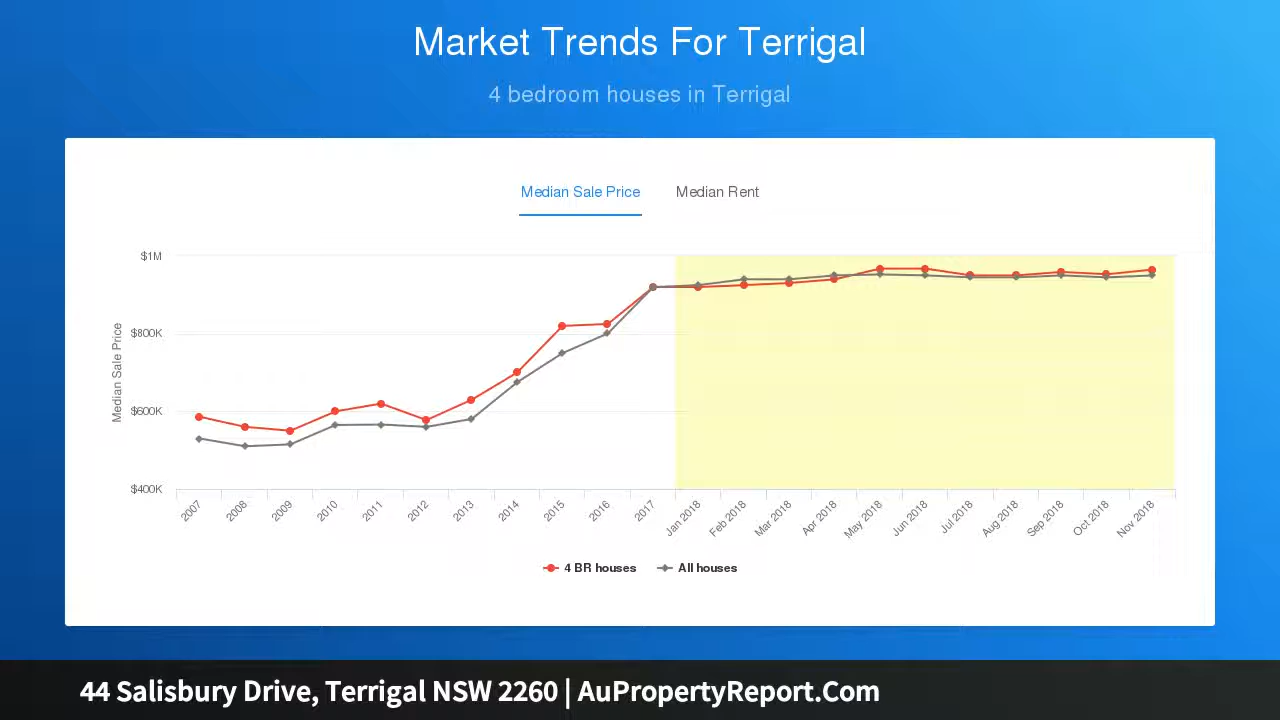 Market Trends For Terrigal
4 bedroom houses in Terrigal
Median Sale Price Median Rent
$1M
$800K
$600K
$400K
Median Sale Price
2007 2008 2009 2010 2011 2012 2013 2014 2015 2016 2017 Jan 2018 Feb 2018 Mar 2018 Apr 2018 May 2018 Jun 2018 Jul 2018 Aug 2018 Sep 2018 Oct 2018 Nov 2018
4 BR houses All houses
44 Salisbury Drive, Terrigal NSW 2260 | AuPropertyReport.Com